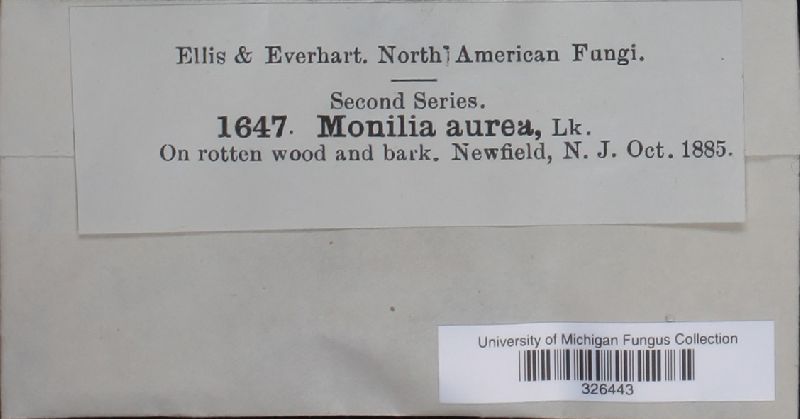 Ellis & Everhart. North American Fungi.
Second Series.
1647. Monilia aurea, Lk.
On rotten wood and bark. Newfield, N. J. Oct. 1885.
University of Michigan Fungus Collection
326443